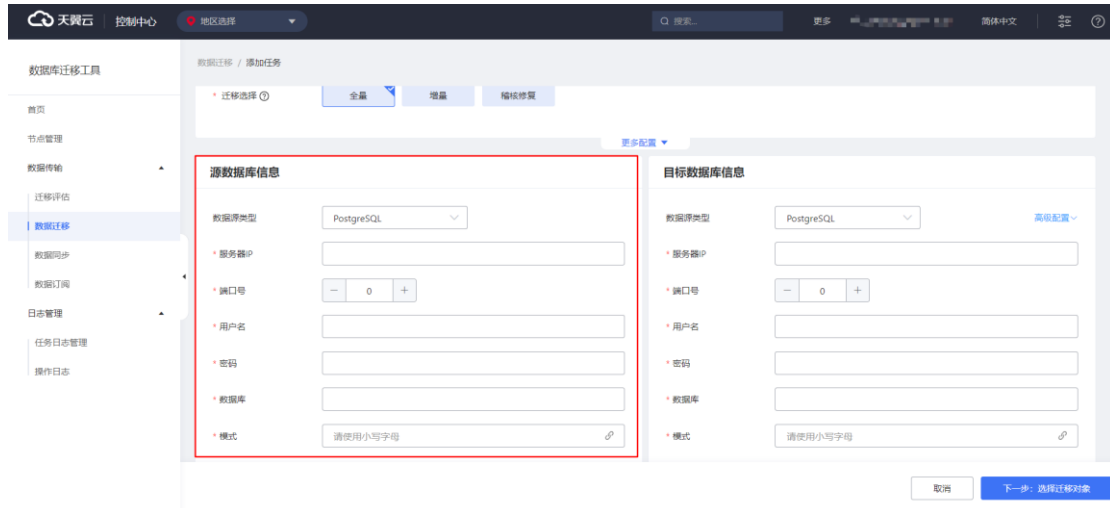 天翼云 控制中心 地区选择 搜索... 更多 简体中文
数据库迁移工具
首页
节点管理
数据传输
迁移评估
数据迁移
数据同步
数据订阅
日志管理
任务日志管理
操作日志
数据迁移 / 添加任务
* 迁移选择 全量 增量 稽核修复
更多配置
源数据库信息
数据源类型 PostgreSQL
* 服务器IP
* 端口号 0
* 用户名
* 密码
* 数据库
* 模式 请使用小写字母
目标数据库信息
数据源类型 PostgreSQL 高级配置
* 服务器IP
* 端口号 0
* 用户名
* 密码
* 数据库
* 模式 请使用小写字母
取消 下一步：选择迁移对象